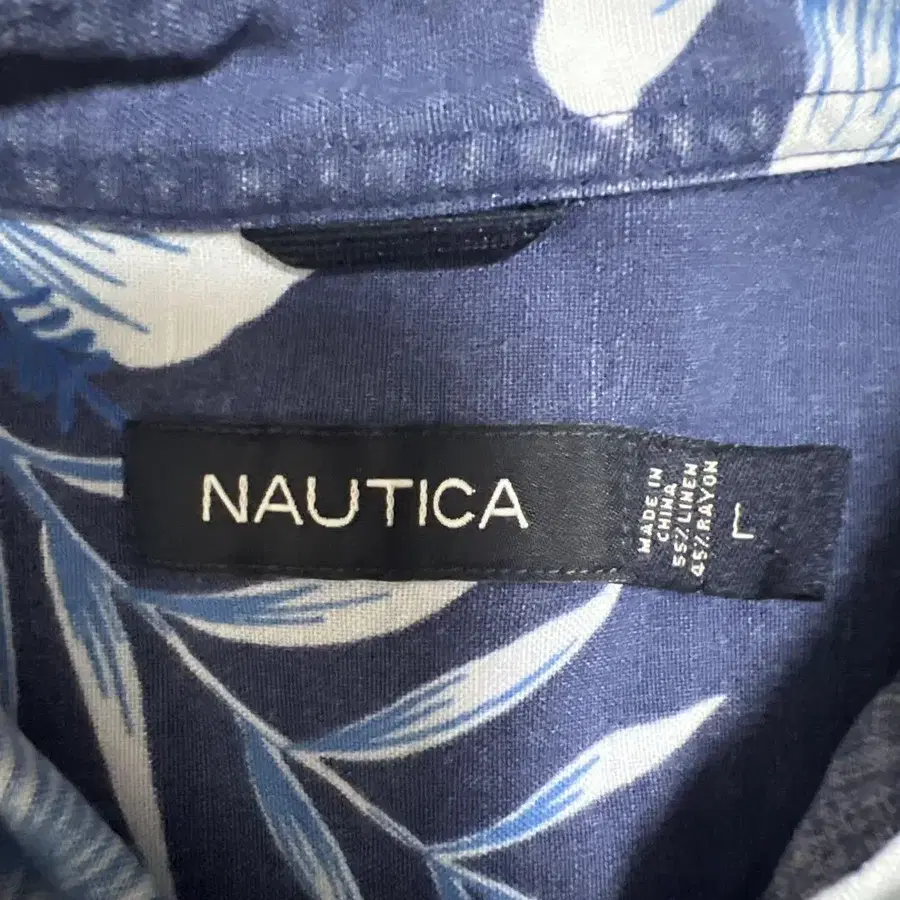 NAUTICA
MADE IN
CHINA
55% LINEN
45% RAYON
L